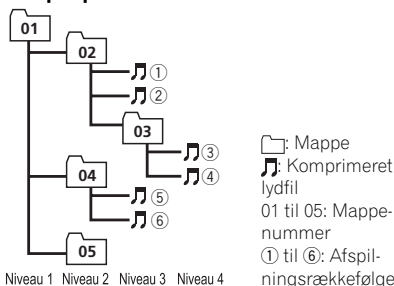 01
02
①
②
03
③
④
04
⑤
⑥
05
Niveau 1 Niveau 2 Niveau 3 Niveau 4
: Mappe
: Komprimeret
lydfil
01 til 05: Mappe-
nummer
① til ⑥: Afspil-
ningsrækkefølge